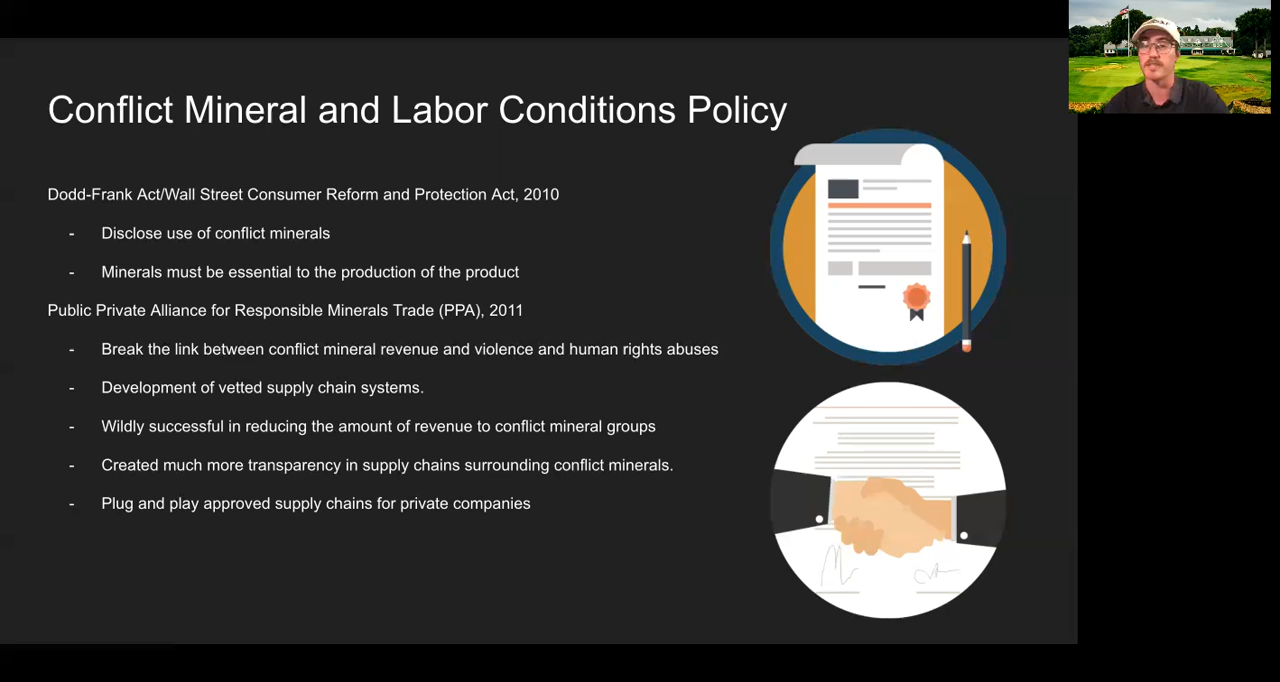 Conflict Mineral and Labor Conditions Policy
Dodd-Frank Act/Wall Street Consumer Reform and Protection Act, 2010
- Disclose use of conflict minerals
- Minerals must be essential to the production of the product
Public Private Alliance for Responsible Minerals Trade (PPA), 2011
- Break the link between conflict mineral revenue and violence and human rights abuses
- Development of vetted supply chain systems.
- Wildly successful in reducing the amount of revenue to conflict mineral groups
- Created much more transparency in supply chains surrounding conflict minerals.
- Plug and play approved supply chains for private companies